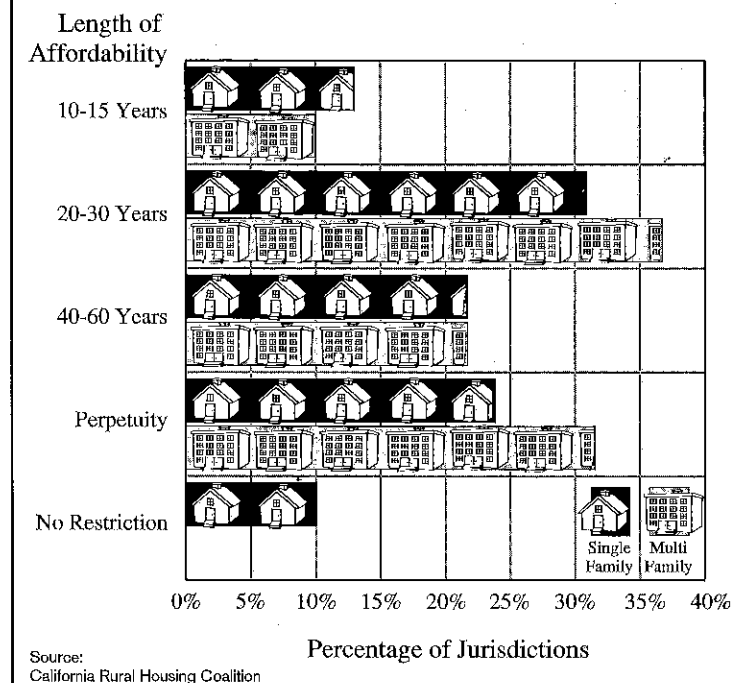 Length of
Affordability
10-15 Years
20-30 Years
40-60 Years
Perpetuity
No Restriction
Single
Family
Multi
Family
0% 5% 10% 15% 20% 25% 30% 35% 40%
Percentage of Jurisdictions
Source:
California Rural Housing Coalition